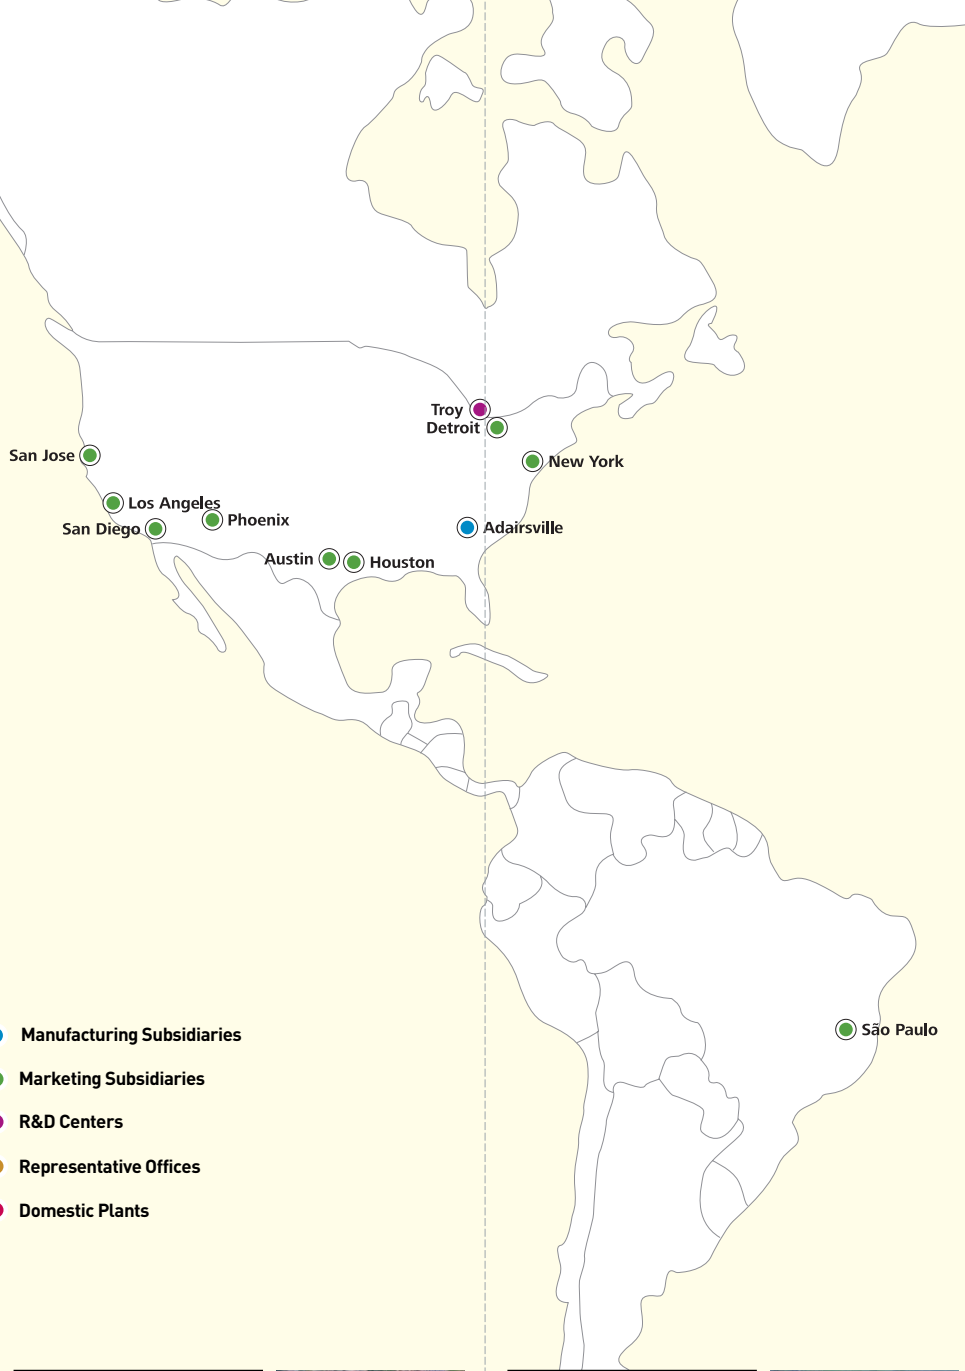 Troy
Detroit
San Jose
New York
Los Angeles
Phoenix
San Diego
Adairsville
Austin
Houston
São Paulo
Manufacturing Subsidiaries
Marketing Subsidiaries
R&D Centers
Representative Offices
Domestic Plants